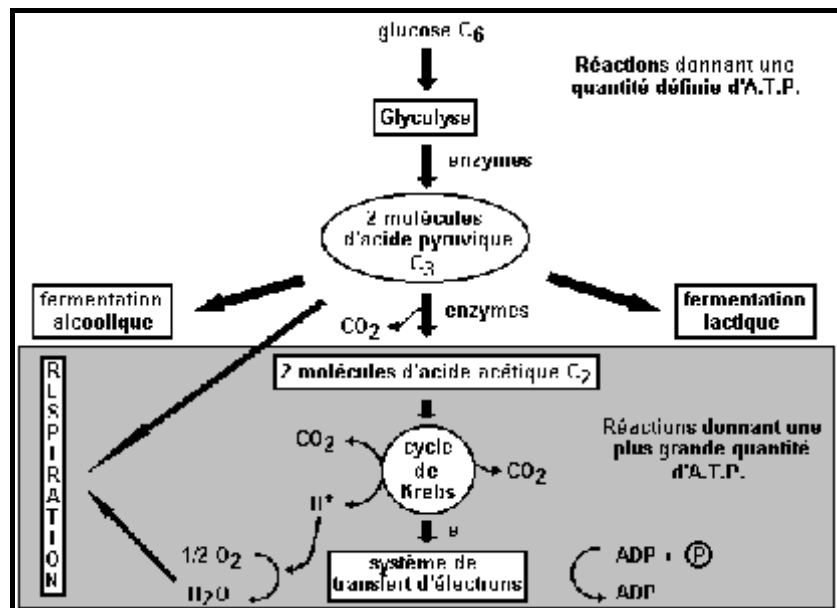 glucose C6
Réactions donnant une
quantité définie d'A.T.P.
Glyculyse
enzymes
2 molécules
d'acide pyruvique
C3
fermentation
alcoolique
CO2
enzymes
fermentation
lactique
RLSPIRATION
2 molécules d'acide acétique C2
Réactions donnant une
plus grande quantité
d'A.T.P.
CO2
cycle
de
Krebs
CO2
H+
e
1/2 O2
H2O
système de
transfert d'électrons
ADP + P
ADP